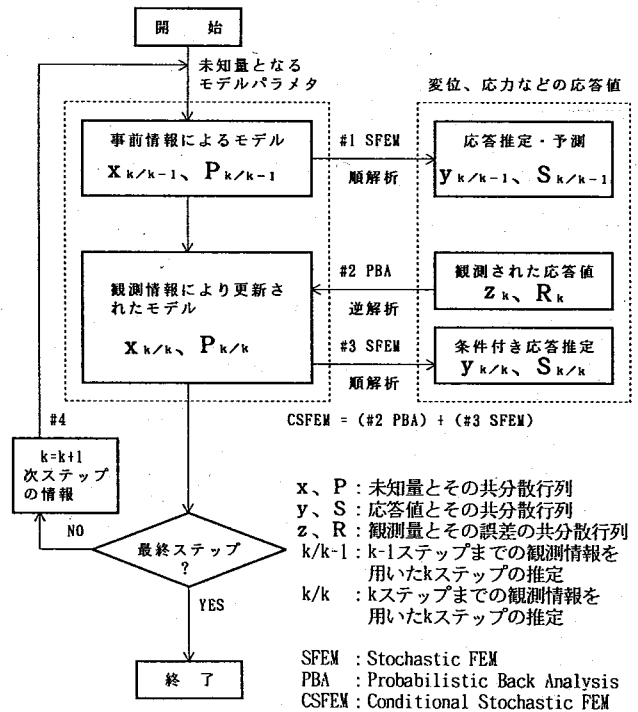 開 始
未知量となる
モデルパラメタ
変位、応力などの応答値
事前情報によるモデル
x k/k-1、P k/k-1
#1 SFEM
順解析
応答推定・予測
y k/k-1、S k/k-1
観測情報により更新さ
れたモデル
x k/k、P k/k
#2 PBA
逆解析
観測された応答値
z k、R k
#3 SFEM
順解析
条件付き応答推定
y k/k、S k/k
#4
CSFEM = (#2 PBA) + (#3 SFEM)
k=k+1
次ステップ
の情報
NO
最終ステップ
?
YES
終 了
x、P：未知量とその共分散行列
y、S：応答値とその共分散行列
z、R：観測量とその誤差の共分散行列
k/k-1：k-1ステップまでの観測情報を
用いたkステップの推定
k/k ：kステップまでの観測情報を
用いたkステップの推定
SFEM ：Stochastic FEM
PBA ：Probabilistic Back Analysis
CSFEM：Conditional Stochastic FEM